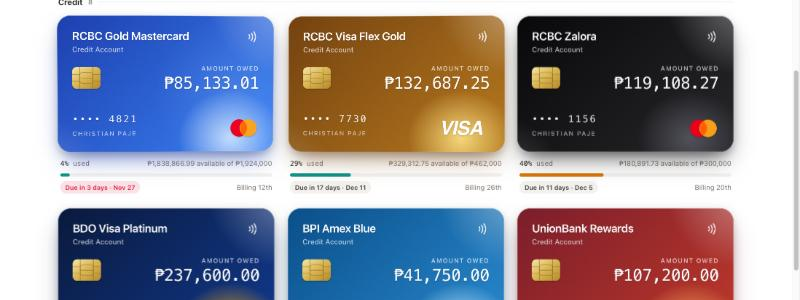 Credit 8
RCBC Gold Mastercard
Credit Account
AMOUNT OWED
₱85,133.01
•••• 4821
CHRISTIAN PAJE
4% used ₱1,838,866.99 available of ₱1,924,000
Due in 3 days · Nov 27 Billing 12th
RCBC Visa Flex Gold
Credit Account
AMOUNT OWED
₱132,687.25
•••• 7730
CHRISTIAN PAJE
VISA
29% used ₱329,312.75 available of ₱462,000
Due in 17 days · Dec 11 Billing 26th
RCBC Zalora
Credit Account
AMOUNT OWED
₱119,108.27
•••• 1156
CHRISTIAN PAJE
40% used ₱180,891.73 available of ₱300,000
Due in 11 days · Dec 5 Billing 20th
BDO Visa Platinum
Credit Account
AMOUNT OWED
₱237,600.00
BPI Amex Blue
Credit Account
AMOUNT OWED
₱41,750.00
UnionBank Rewards
Credit Account
AMOUNT OWED
₱107,200.00